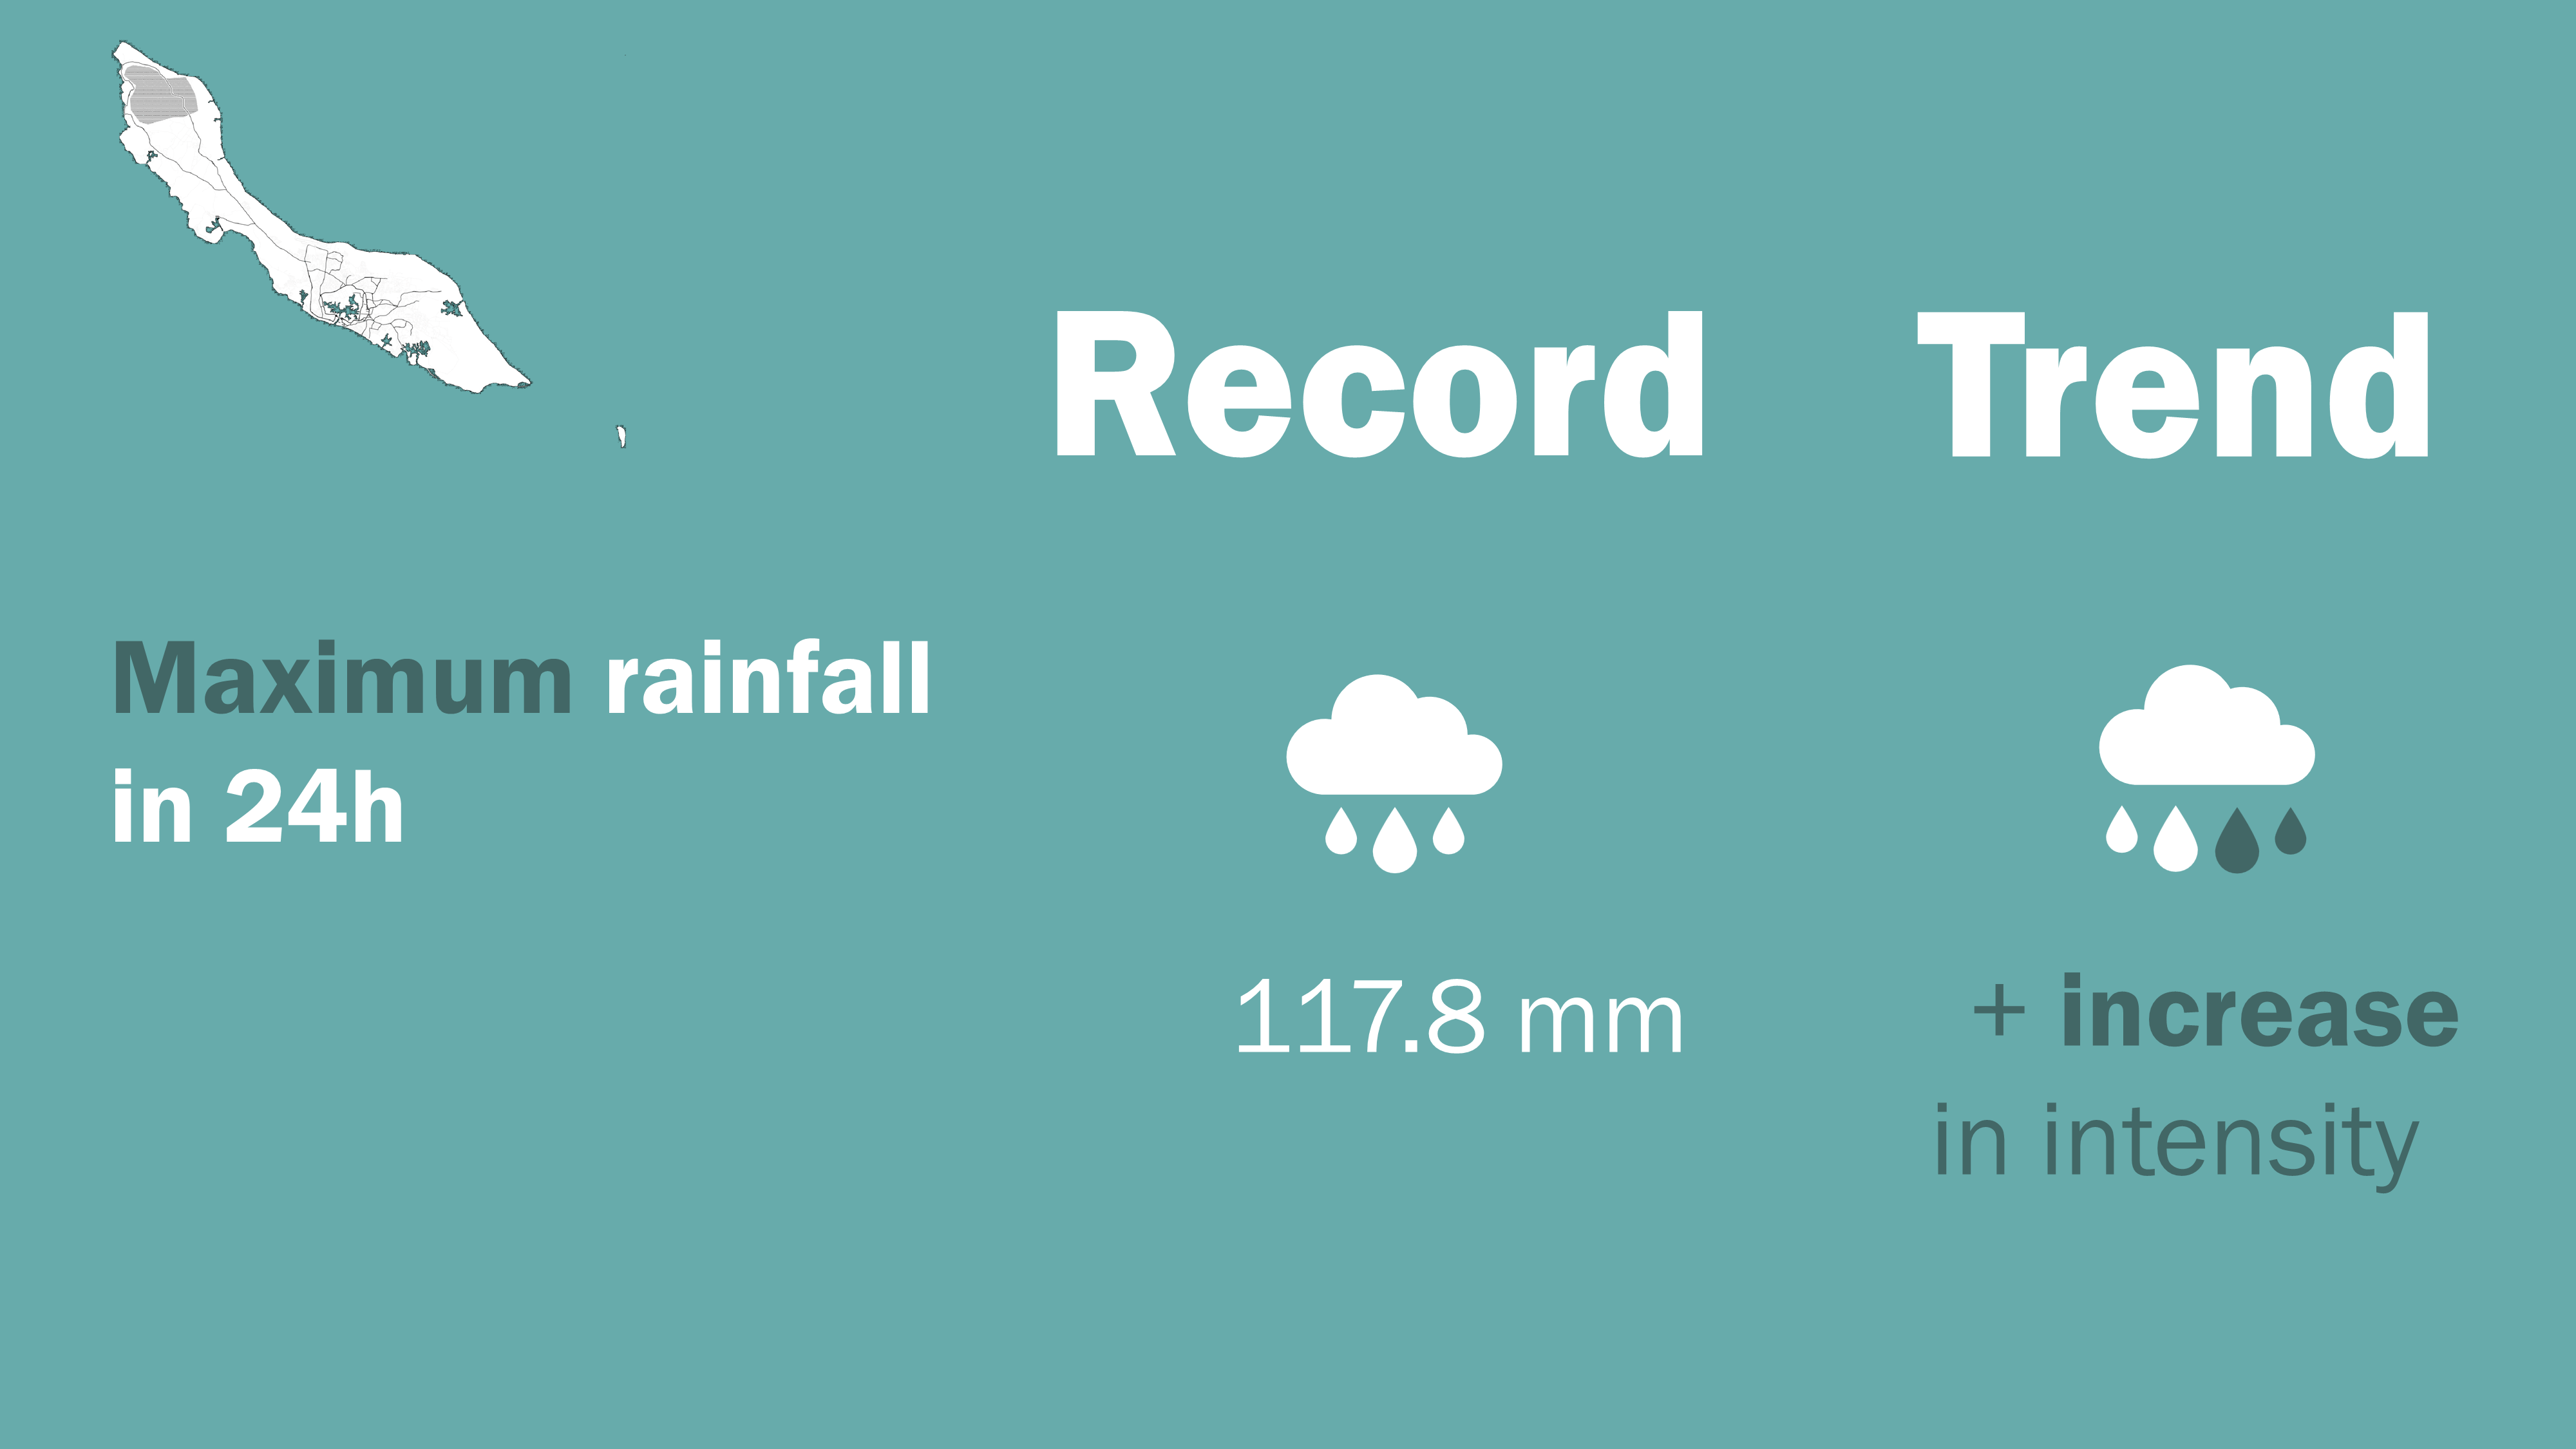 Record
Trend
Maximum rainfall
in 24h
117.8 mm
+ increase
in intensity